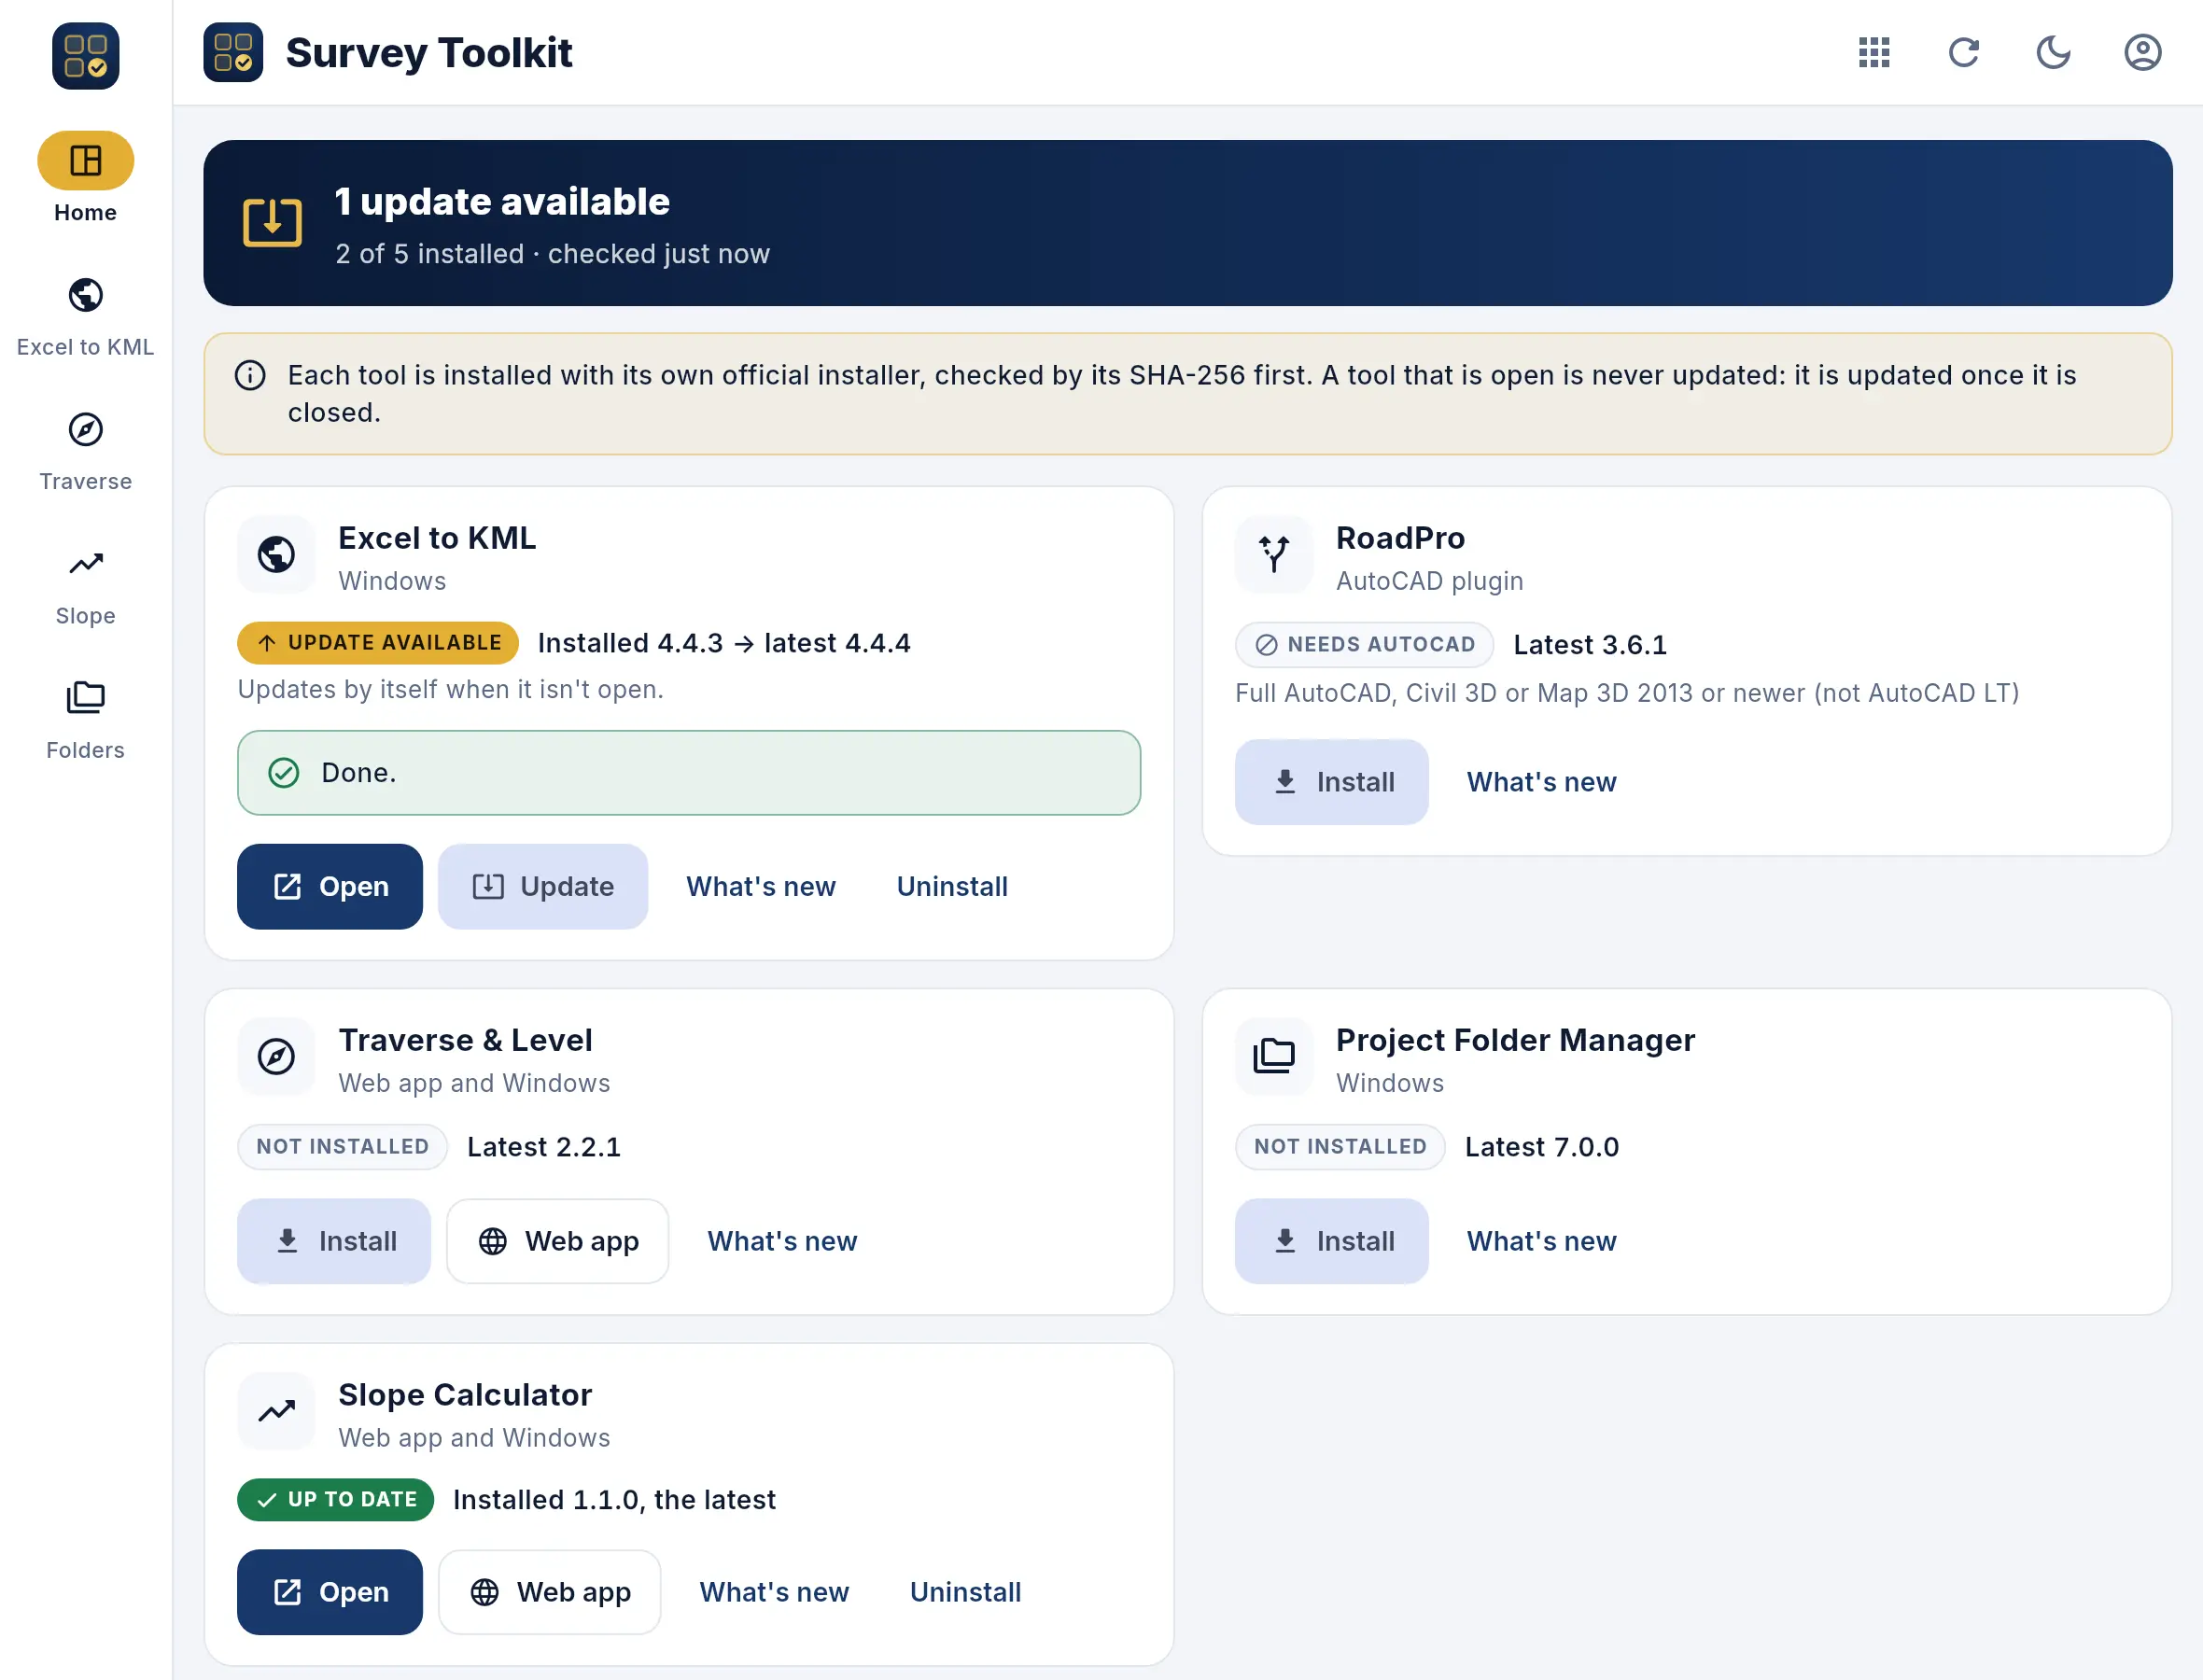 Survey Toolkit
Home
Excel to KML
Traverse
Slope
Folders
1 update available
2 of 5 installed · checked just now
Each tool is installed with its own official installer, checked by its SHA-256 first. A tool that is open is never updated: it is updated once it is
closed.
Excel to KML
Windows
UPDATE AVAILABLE Installed 4.4.3 → latest 4.4.4
Updates by itself when it isn't open.
Done.
Open Update What's new Uninstall
RoadPro
AutoCAD plugin
NEEDS AUTOCAD Latest 3.6.1
Full AutoCAD, Civil 3D or Map 3D 2013 or newer (not AutoCAD LT)
Install What's new
Traverse & Level
Web app and Windows
NOT INSTALLED Latest 2.2.1
Install Web app What's new
Project Folder Manager
Windows
NOT INSTALLED Latest 7.0.0
Install What's new
Slope Calculator
Web app and Windows
UP TO DATE Installed 1.1.0, the latest
Open Web app What's new Uninstall